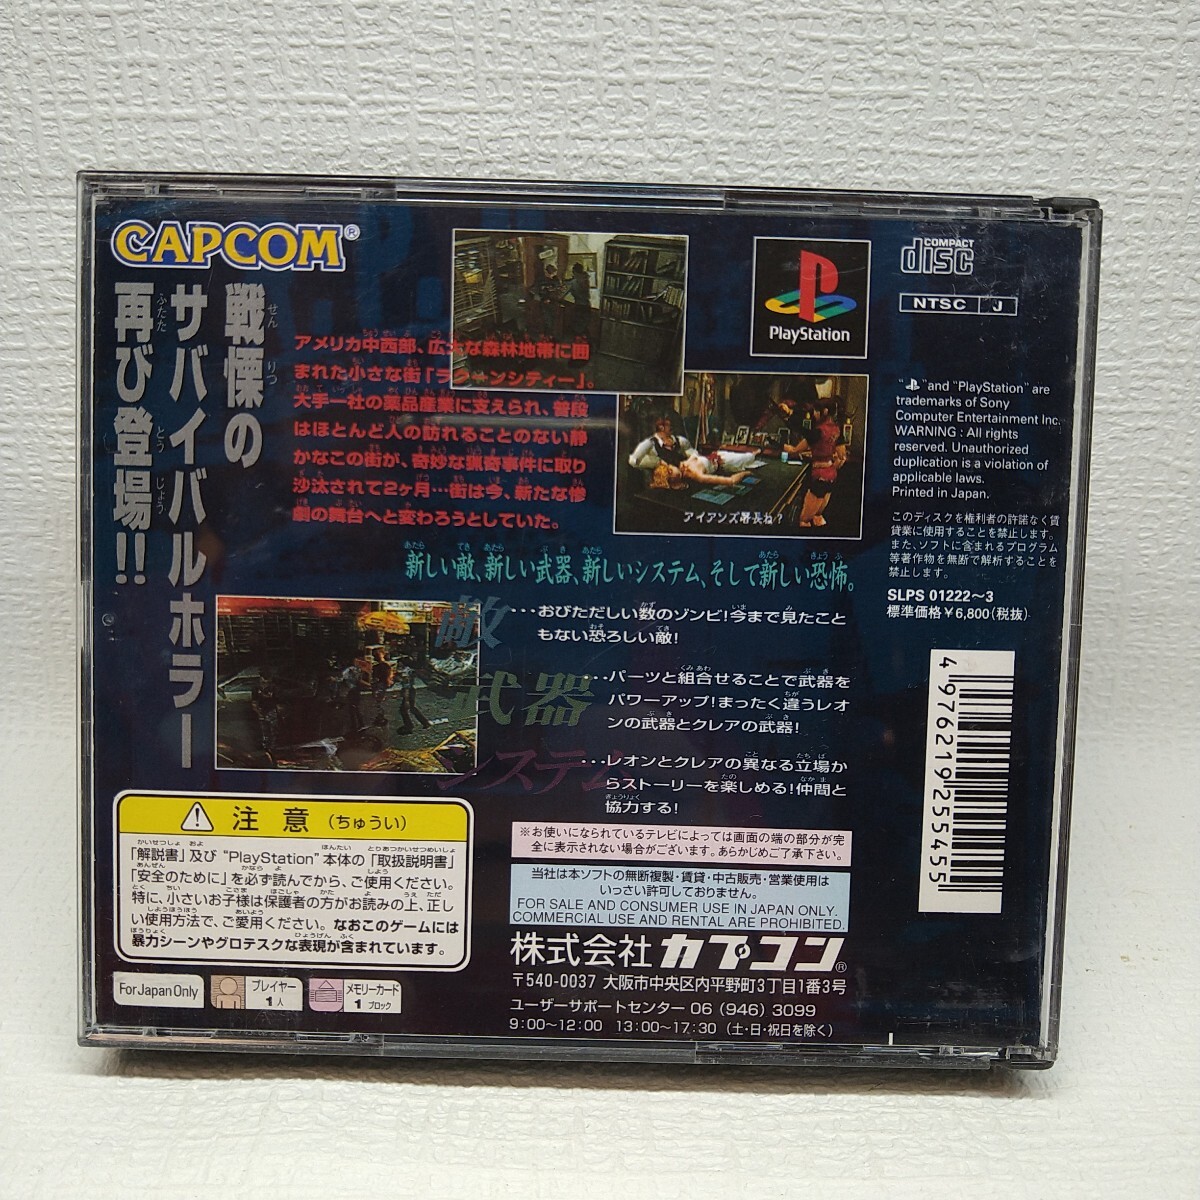 CAPCOM®
戦慄の
サバイバルホラー
再び登場!!
アメリカ中西部、広大な森林地帯に囲
まれた小さな街「ラクーンシティー」。
大手一社の薬品産業に支えられ、普段
はほとんど人の訪れることのない静
かなこの街が、奇妙な猟奇事件に取り
沙汰されて2ヶ月…街は今、新たな惨
劇の舞台へと変わろうとしていた。
PlayStation
COMPACT
disc
NTSC J
アイアンズ署長ね?
"PS" and "PlayStation" are
trademarks of Sony
Computer Entertainment Inc.
WARNING : All rights
reserved. Unauthorized
duplication is a violation of
applicable laws.
Printed in Japan.
このディスクを権利者の許諾なく賃
貸業に使用することを禁止します。
また、ソフトに含まれるプログラム
等著作物を無断で解析することを
禁止します。
SLPS 01222~3
標準価格¥6,800(税抜)
新しい敵、新しい武器、新しいシステム、そして新しい恐怖。
敵
…おびただしい数のゾンビ!今まで見たこと
もない恐ろしい敵!
武器
…パーツと組合せることで武器を
パワーアップ!まったく違うレオ
ンの武器とクレアの武器!
システム
…レオンとクレアの異なる立場か
らストーリーを楽しめる!仲間と
協力する!
4 976219 255455
注意(ちゅうい)
「解説書」及び "PlayStation" 本体の「取扱説明書」
「安全のために」を必ず読んでから、ご使用ください。
特に、小さいお子様は保護者の方がお読みの上、正し
い使用方法で、ご愛用ください。なおこのゲームには
暴力シーンやグロテスクな表現が含まれています。
※お使いになられているテレビによっては画面の端の部分が完
全に表示されない場合がございます。あらかじめご了承下さい。
当社は本ソフトの無断複製・賃貸・中古販売・営業使用は
いっさい許可しておりません。
FOR SALE AND CONSUMER USE IN JAPAN ONLY.
COMMERCIAL USE AND RENTAL ARE PROHIBITED.
株式会社カプコン®
〒540-0037 大阪市中央区内平野町3丁目1番3号
ユーザーサポートセンター 06 (946) 3099
9:00~12:00 13:00~17:30 (土・日・祝日を除く)
For Japan Only
プレイヤー
1人
メモリーカード
1 ブロック